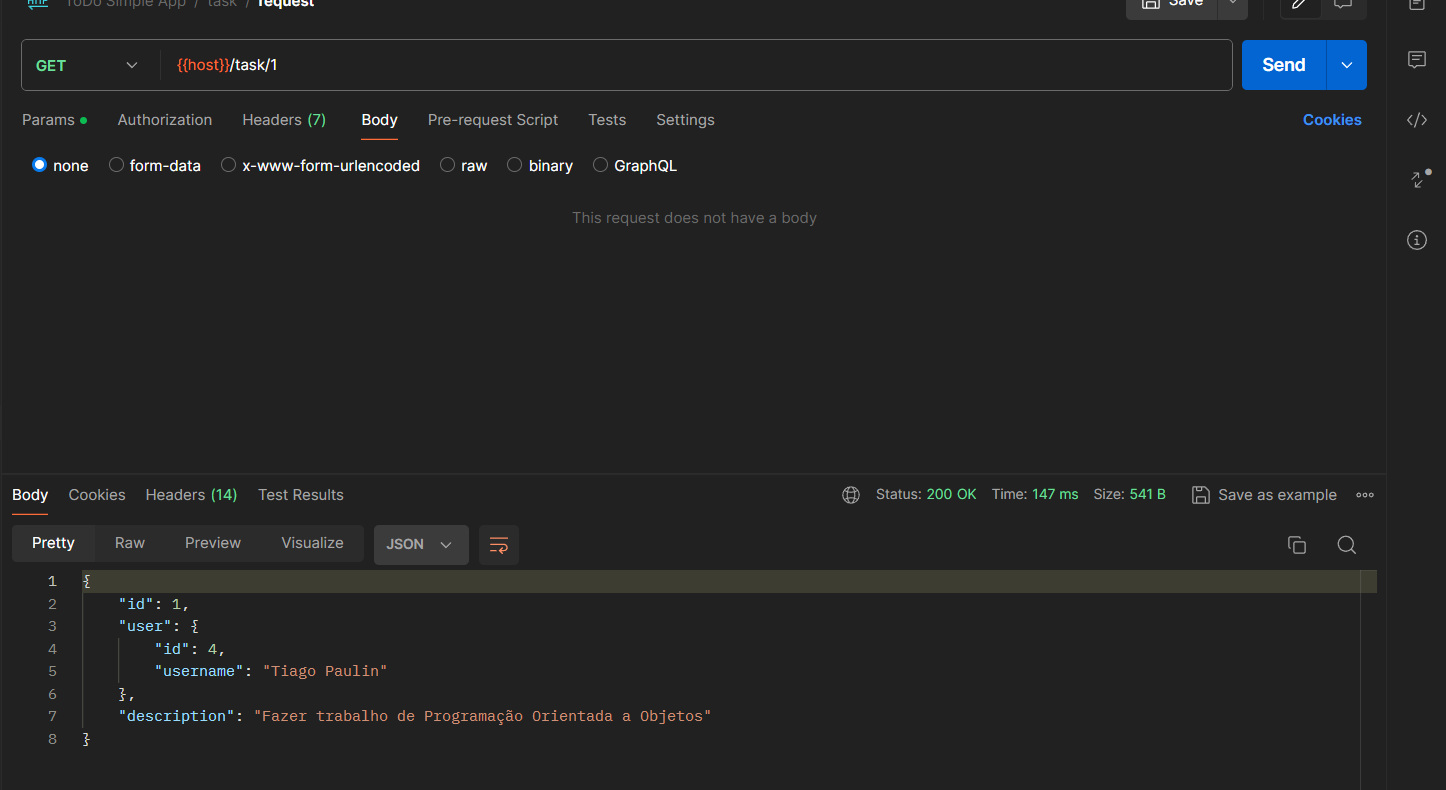 HTTP ToDo Simple App / task / request Save
GET {{host}}/task/1 Send
Params Authorization Headers (7) Body Pre-request Script Tests Settings Cookies
none form-data x-www-form-urlencoded raw binary GraphQL
This request does not have a body
Body Cookies Headers (14) Test Results Status: 200 OK Time: 147 ms Size: 541 B Save as example
Pretty Raw Preview Visualize JSON
1 {
2 "id": 1,
3 "user": {
4 "id": 4,
5 "username": "Tiago Paulin"
6 },
7 "description": "Fazer trabalho de Programação Orientada a Objetos"
8 }